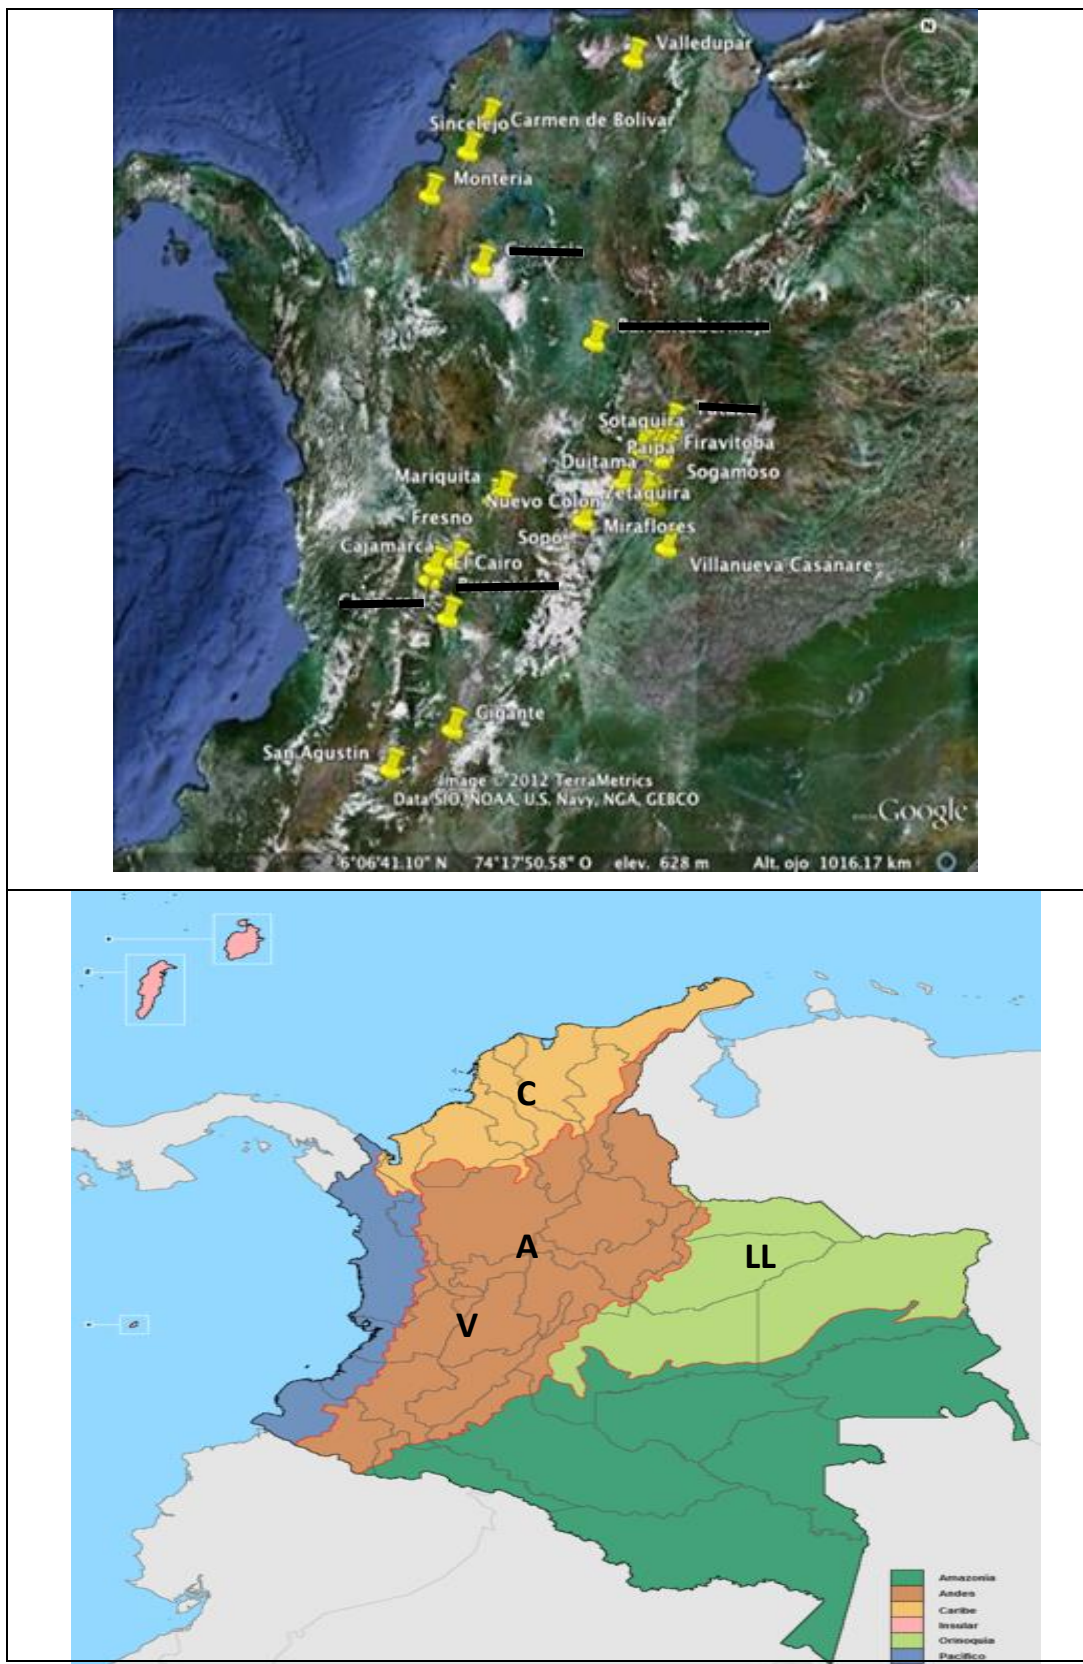 N
Valledupar
Carmen de Bolivar
Sincelejo
Monteria
Sotaquira
Firavitoba
Paipa
Duitama
Sogamoso
Mariquita
Zetaquira
Nuevo Colon
Fresno
Miraflores
Sopo
Cajamarca
El Cairo
Villanueva Casanare
Gigante
San Agustin
Image © 2012 TerraMetrics
Data SIO, NOAA, U.S. Navy, NGA, GEBCO
Google
6°06'41.10" N 74°17'50.58" O elev. 628 m Alt. ojo 1016.17 km
C
A
LL
V
Amazonia
Andes
Caribe
Insular
Orinoquia
Pacífico